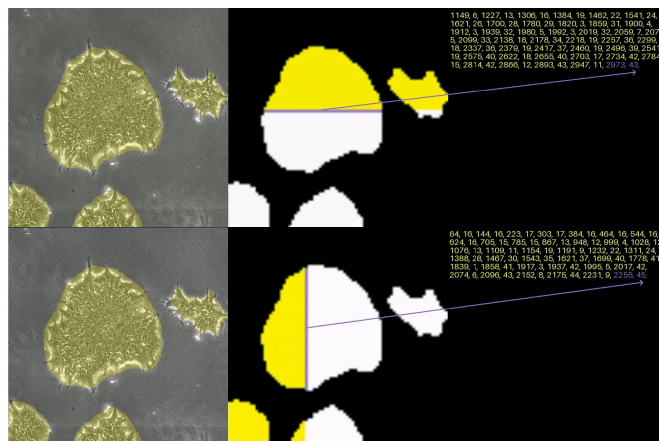 1149, 6, 1227, 13, 1306, 16, 1384, 19, 1462, 22, 1541, 24,
1621, 26, 1700, 28, 1780, 29, 1820, 3, 1859, 31, 1900, 4,
1912, 3, 1939, 32, 1980, 5, 1992, 3, 2019, 32, 2059, 7, 207
5, 2099, 33, 2138, 18, 2178, 34, 2218, 19, 2257, 36, 2299,
18, 2337, 36, 2379, 19, 2417, 37, 2460, 19, 2496, 39, 2541
19, 2575, 40, 2622, 18, 2655, 40, 2703, 17, 2734, 42, 2784
15, 2814, 42, 2866, 12, 2893, 43, 2947, 11, 2973, 43,
64, 16, 144, 16, 223, 17, 303, 17, 384, 16, 464, 16, 544, 16,
624, 16, 705, 15, 785, 15, 867, 13, 948, 12, 999, 4, 1028, 12
1076, 13, 1109, 11, 1154, 19, 1191, 9, 1232, 22, 1311, 24,
1388, 28, 1467, 30, 1543, 35, 1621, 37, 1699, 40, 1778, 41
1839, 1, 1858, 41, 1917, 3, 1937, 42, 1995, 5, 2017, 42,
2074, 6, 2096, 43, 2152, 8, 2175, 44, 2231, 9, 2255, 45,